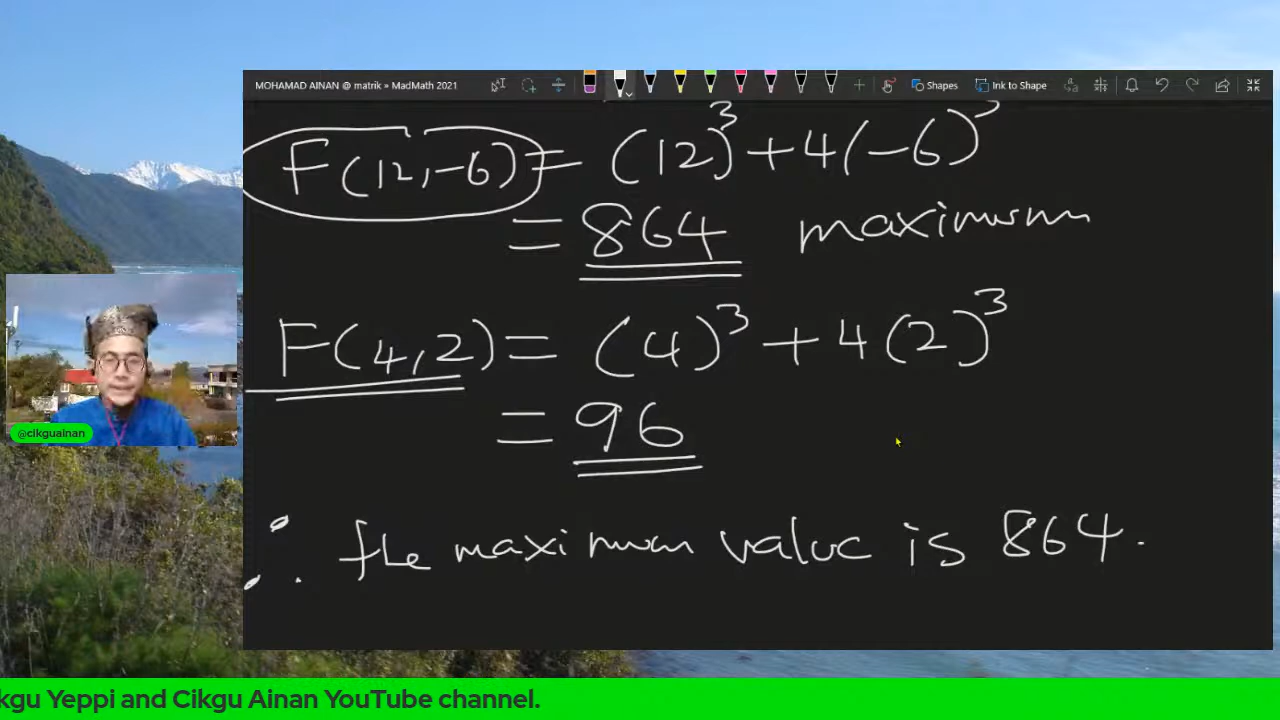 MOHAMAD AINAN @ matrik » MadMath 2021
Shapes
Ink to Shape
F(12,-6) = (12)³ + 4(-6)³
= 864 maximum
F(4,2) = (4)³ + 4(2)³
= 96
∴ the maximum value is 864.
@cikguainan
kgu Yeppi and Cikgu Ainan YouTube channel.